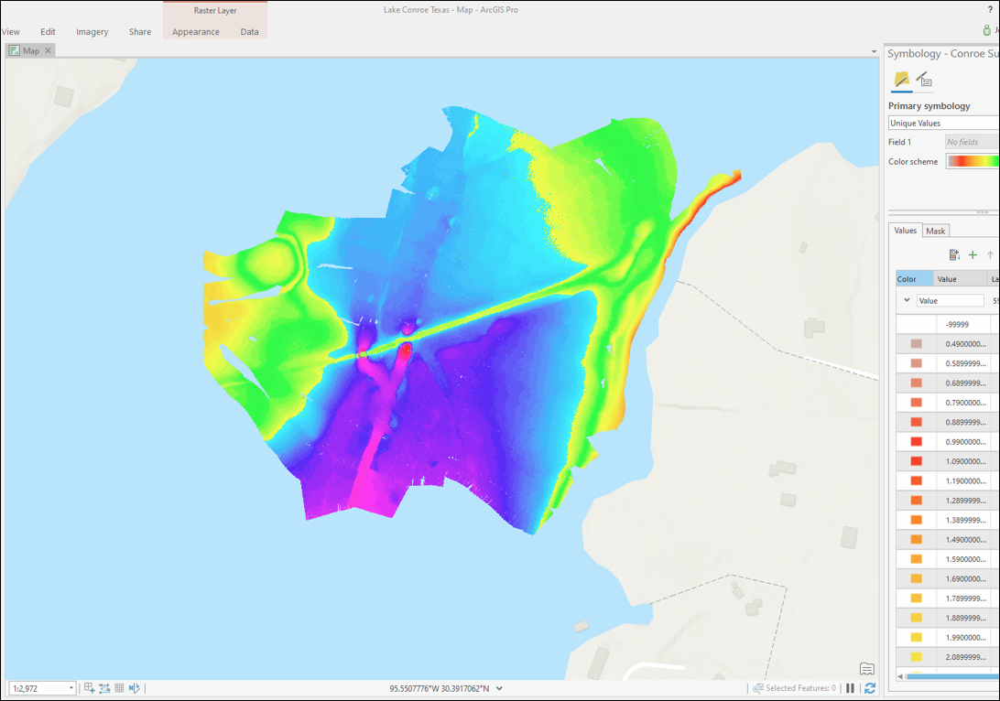 Raster Layer
Lake Conroe Texas - Map - ArcGIS Pro
?
View
Edit
Imagery
Share
Appearance
Data
Map
Symbology - Conroe Su
Primary symbology
Unique Values
Field 1
No fields
Color scheme
Values
Mask
Color
Value
La
Value
59
-99999
0.4900000...
0.5899999...
0.6899999...
0.7900000...
0.8899999...
0.9900000...
1.0900000...
1.1900000...
1.2899999...
1.3899999...
1.4900000...
1.5900000...
1.6900000...
1.7899999...
1.8899999...
1.9900000...
2.0899999...
1:2,972
95.5507776°W 30.3917062°N
Selected Features: 0